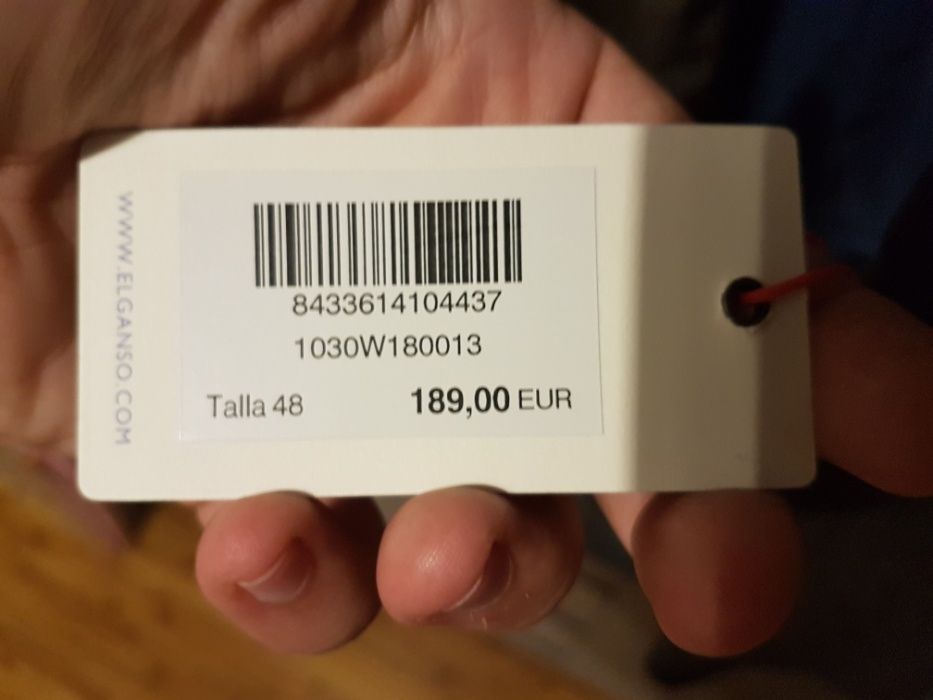 WWW.ELGANSO.COM
8433614104437
1030W180013
Talla 48
189,00 EUR